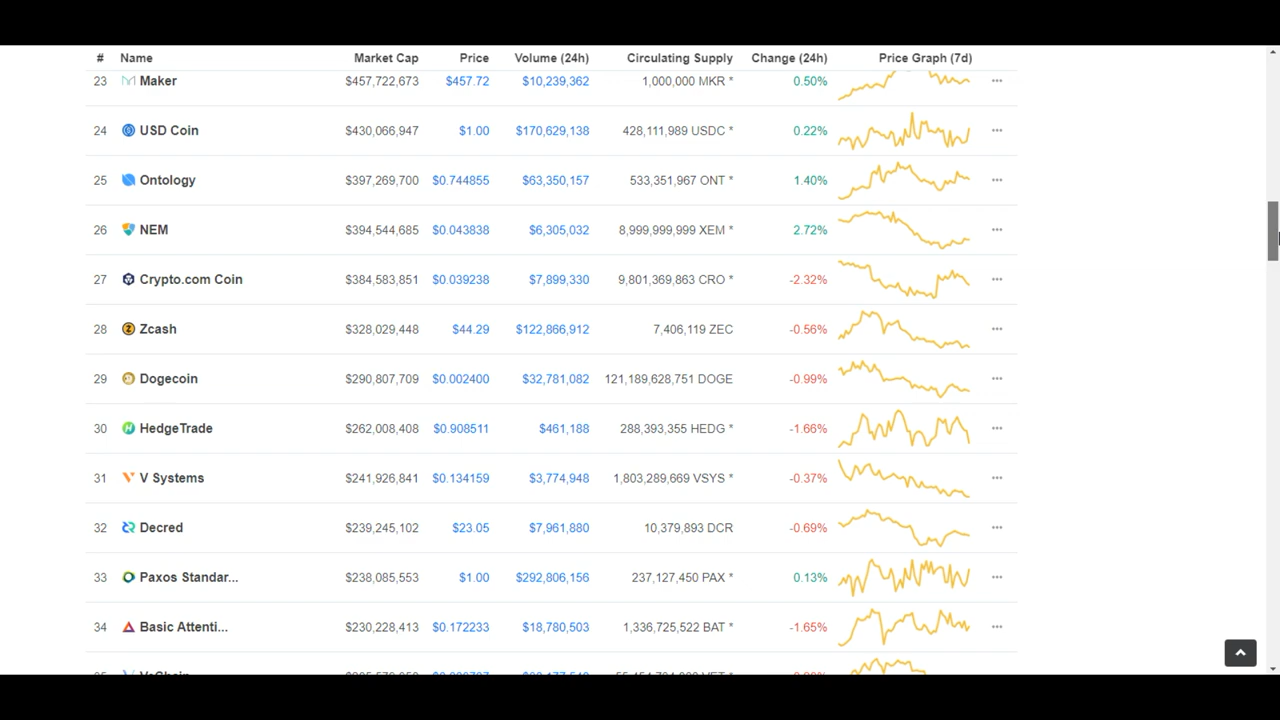 # Name Market Cap Price Volume (24h) Circulating Supply Change (24h) Price Graph (7d)
23 Maker $457,722,673 $457.72 $10,239,362 1,000,000 MKR * 0.50%
24 USD Coin $430,066,947 $1.00 $170,629,138 428,111,989 USDC * 0.22%
25 Ontology $397,269,700 $0.744855 $63,350,157 533,351,967 ONT * 1.40%
26 NEM $394,544,685 $0.043838 $6,305,032 8,999,999,999 XEM * 2.72%
27 Crypto.com Coin $384,583,851 $0.039238 $7,899,330 9,801,369,863 CRO * -2.32%
28 Zcash $328,029,448 $44.29 $122,866,912 7,406,119 ZEC -0.56%
29 Dogecoin $290,807,709 $0.002400 $32,781,082 121,189,628,751 DOGE -0.99%
30 HedgeTrade $262,008,408 $0.908511 $461,188 288,393,355 HEDG * -1.66%
31 V Systems $241,926,841 $0.134159 $3,774,948 1,803,289,669 VSYS * -0.37%
32 Decred $239,245,102 $23.05 $7,961,880 10,379,893 DCR -0.69%
33 Paxos Standar... $238,085,553 $1.00 $292,806,156 237,127,450 PAX * 0.13%
34 Basic Attenti... $230,228,413 $0.172233 $18,780,503 1,336,725,522 BAT * -1.65%